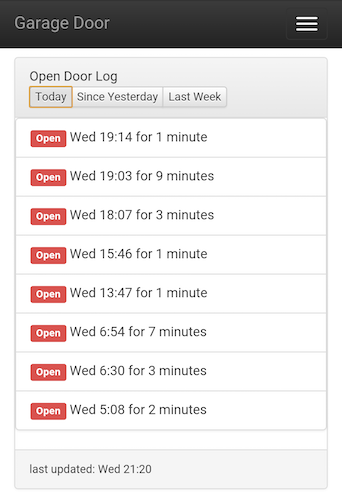 Garage Door
Open Door Log
Today Since Yesterday Last Week
Open Wed 19:14 for 1 minute
Open Wed 19:03 for 9 minutes
Open Wed 18:07 for 3 minutes
Open Wed 15:46 for 1 minute
Open Wed 13:47 for 1 minute
Open Wed 6:54 for 7 minutes
Open Wed 6:30 for 3 minutes
Open Wed 5:08 for 2 minutes
last updated: Wed 21:20